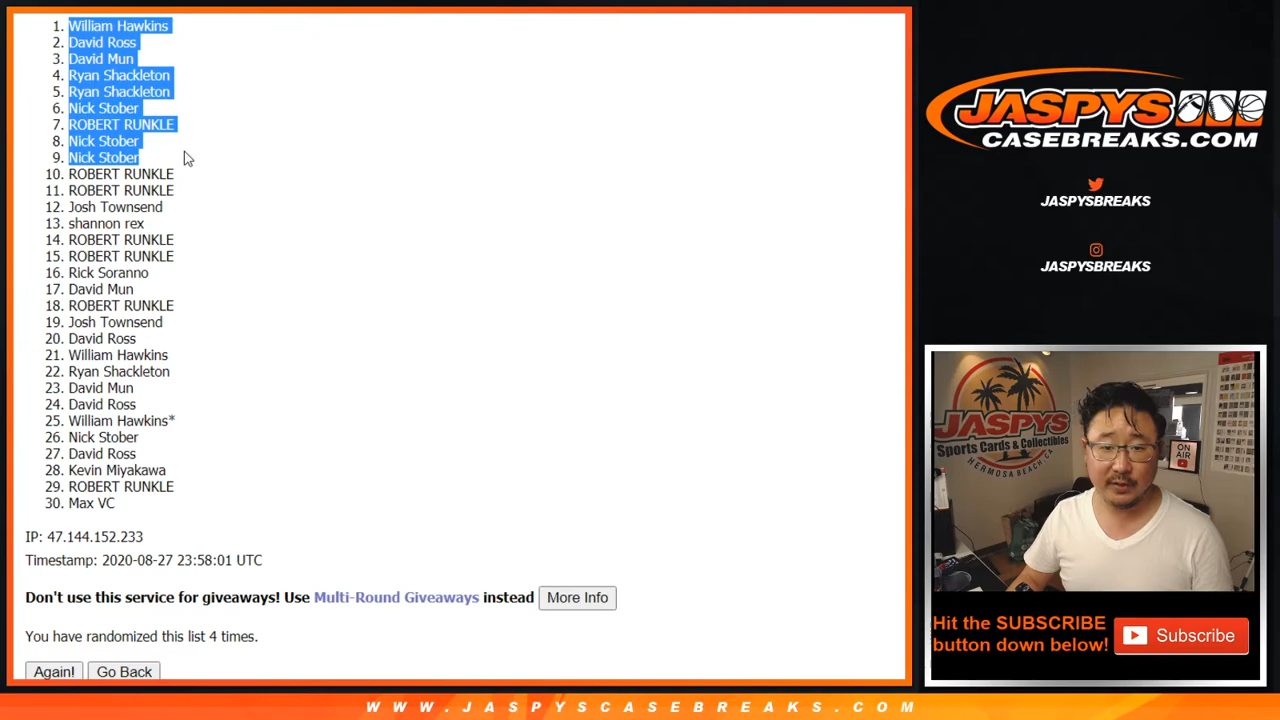 1. William Hawkins
2. David Ross
3. David Mun
4. Ryan Shackleton
5. Ryan Shackleton
6. Nick Stober
7. ROBERT RUNKLE
8. Nick Stober
9. Nick Stober
10. ROBERT RUNKLE
11. ROBERT RUNKLE
12. Josh Townsend
13. shannon rex
14. ROBERT RUNKLE
15. ROBERT RUNKLE
16. Rick Soranno
17. David Mun
18. ROBERT RUNKLE
19. Josh Townsend
20. David Ross
21. William Hawkins
22. Ryan Shackleton
23. David Mun
24. David Ross
25. William Hawkins*
26. Nick Stober
27. David Ross
28. Kevin Miyakawa
29. ROBERT RUNKLE
30. Max VC
IP: 47.144.152.233
Timestamp: 2020-08-27 23:58:01 UTC
Don't use this service for giveaways! Use Multi-Round Giveaways instead More Info
You have randomized this list 4 times.
Again! Go Back
JASPYS
CASEBREAKS.COM
JASPYSBREAKS
JASPYSBREAKS
JASPYS
Sports Cards & Collectibles
HERMOSA BEACH, CA
ON
AIR
Hit the SUBSCRIBE
button down below!
Subscribe
WWW.JASPYSCASEBREAKS.COM